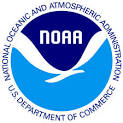 NATIONAL OCEANIC AND ATMOSPHERIC ADMINISTRATION
NOAA
U.S. DEPARTMENT OF COMMERCE